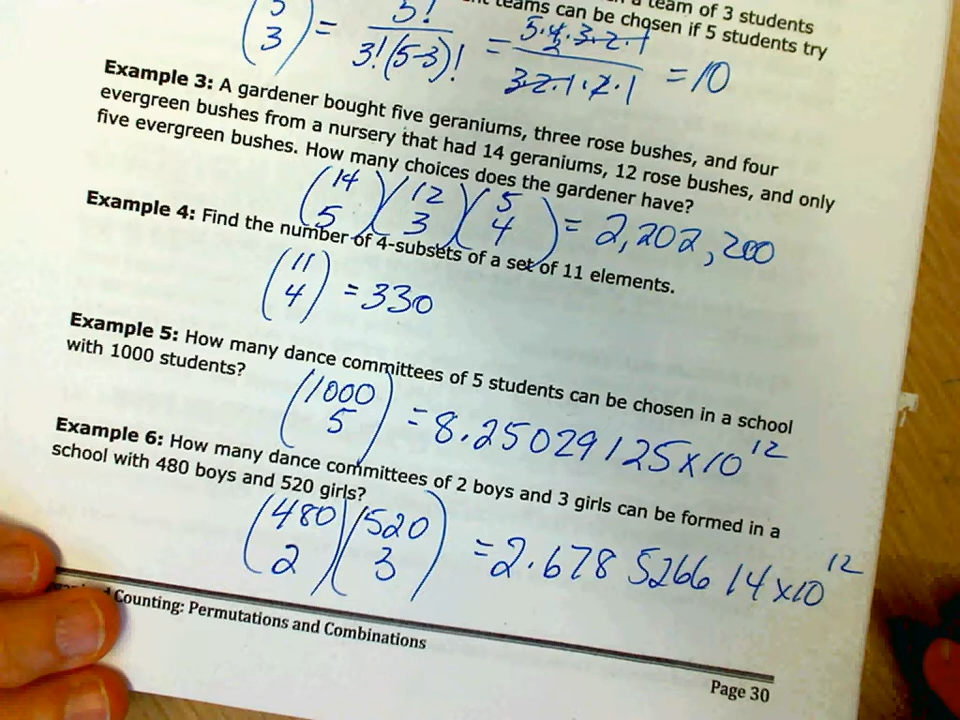 a team of 3 students
teams can be chosen if 5 students try
(5 3) = 5! / 3!(5-3)! = 5·4·3·2·1 / 3·2·1·2·1 = 10
Example 3: A gardener bought five geraniums, three rose bushes, and four
evergreen bushes from a nursery that had 14 geraniums, 12 rose bushes, and only
five evergreen bushes. How many choices does the gardener have?
(14 5)(12 3)(5 4) = 2,202,200
Example 4: Find the number of 4-subsets of a set of 11 elements.
(11 4) = 330
Example 5: How many dance committees of 5 students can be chosen in a school
with 1000 students?
(1000 5) = 8.25029125x10^12
Example 6: How many dance committees of 2 boys and 3 girls can be formed in a
school with 480 boys and 520 girls?
(480 2)(520 3) = 2.678526614x10^12
Counting: Permutations and Combinations
Page 30